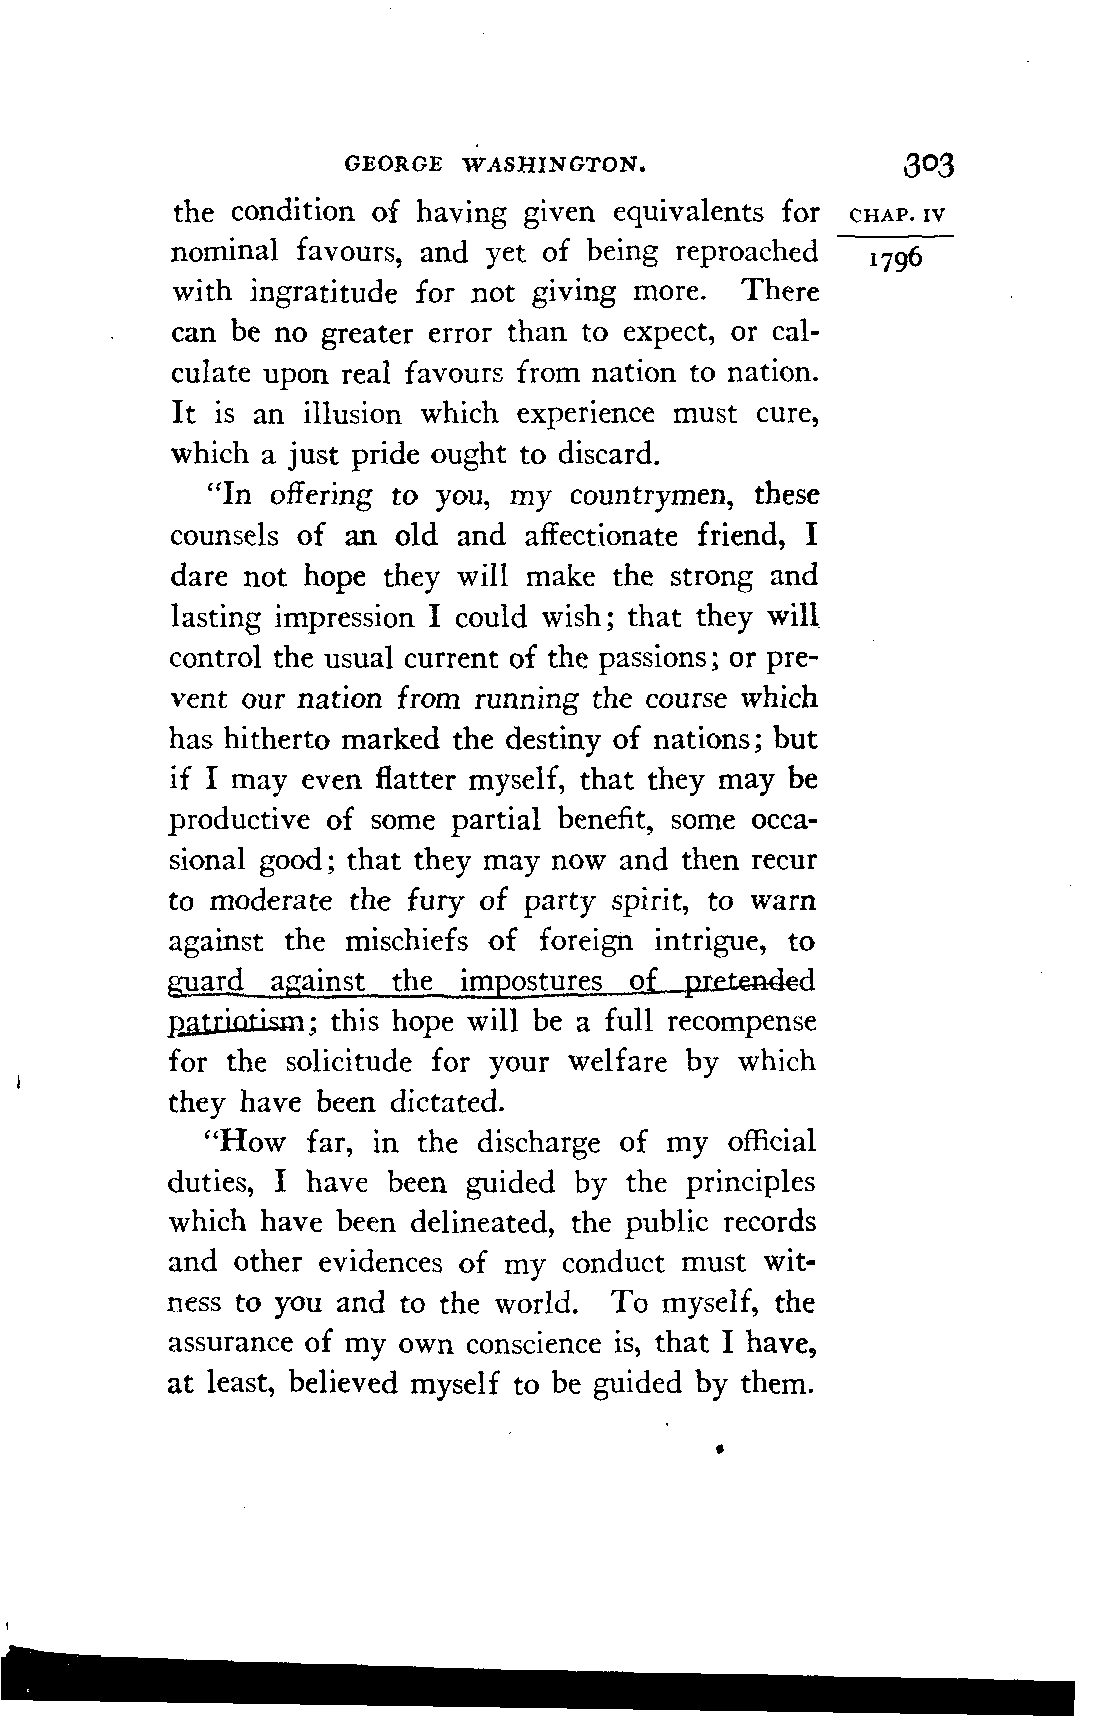 GEORGE WASHINGTON. 303
the condition of having given equivalents for CHAP. IV
nominal favours, and yet of being reproached 1796
with ingratitude for not giving more. There
can be no greater error than to expect, or cal-
culate upon real favours from nation to nation.
It is an illusion which experience must cure,
which a just pride ought to discard.
“In offering to you, my countrymen, these
counsels of an old and affectionate friend, I
dare not hope they will make the strong and
lasting impression I could wish; that they will
control the usual current of the passions; or pre-
vent our nation from running the course which
has hitherto marked the destiny of nations; but
if I may even flatter myself, that they may be
productive of some partial benefit, some occa-
sional good; that they may now and then recur
to moderate the fury of party spirit, to warn
against the mischiefs of foreign intrigue, to
guard against the impostures of pretended
patriotism; this hope will be a full recompense
for the solicitude for your welfare by which
they have been dictated.
“How far, in the discharge of my official
duties, I have been guided by the principles
which have been delineated, the public records
and other evidences of my conduct must wit-
ness to you and to the world. To myself, the
assurance of my own conscience is, that I have,
at least, believed myself to be guided by them.